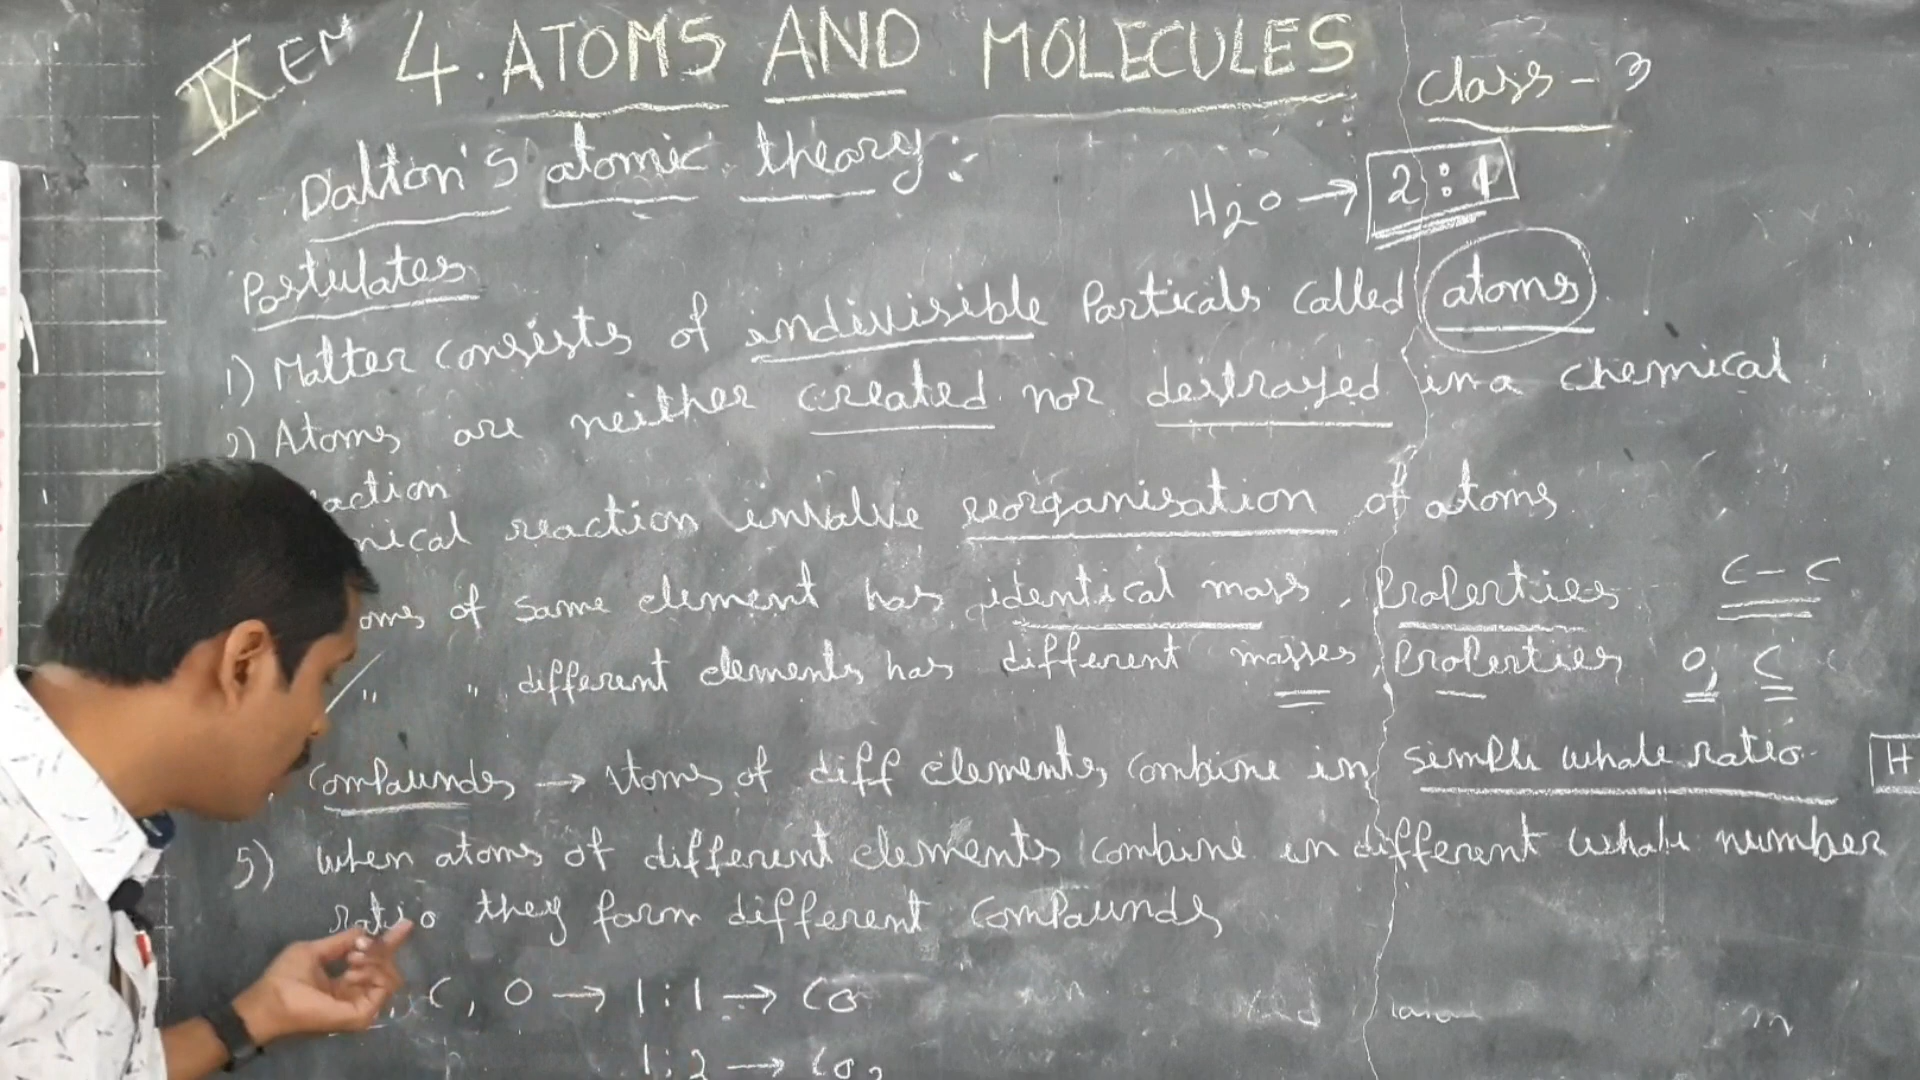 IX EM 4. ATOMS AND MOLECULES
Class - 3
Dalton's atomic theory:
H2O → 2 : 1
Postulates
1) Matter consists of indivisible Particals called atoms
2) Atoms are neither created nor destroyed in a chemical
action
mical reaction involve reorganisation of atoms
oms of same element has identical mass, Properties C - C
" " different elements has different masses, Properties O, C
Compounds → atoms of diff elements combine in simple whole ratio H
5) when atoms of different elements combine in different whole number
ratio they form different compounds
C, O → 1 : 1 → CO
1 : 2 → CO2